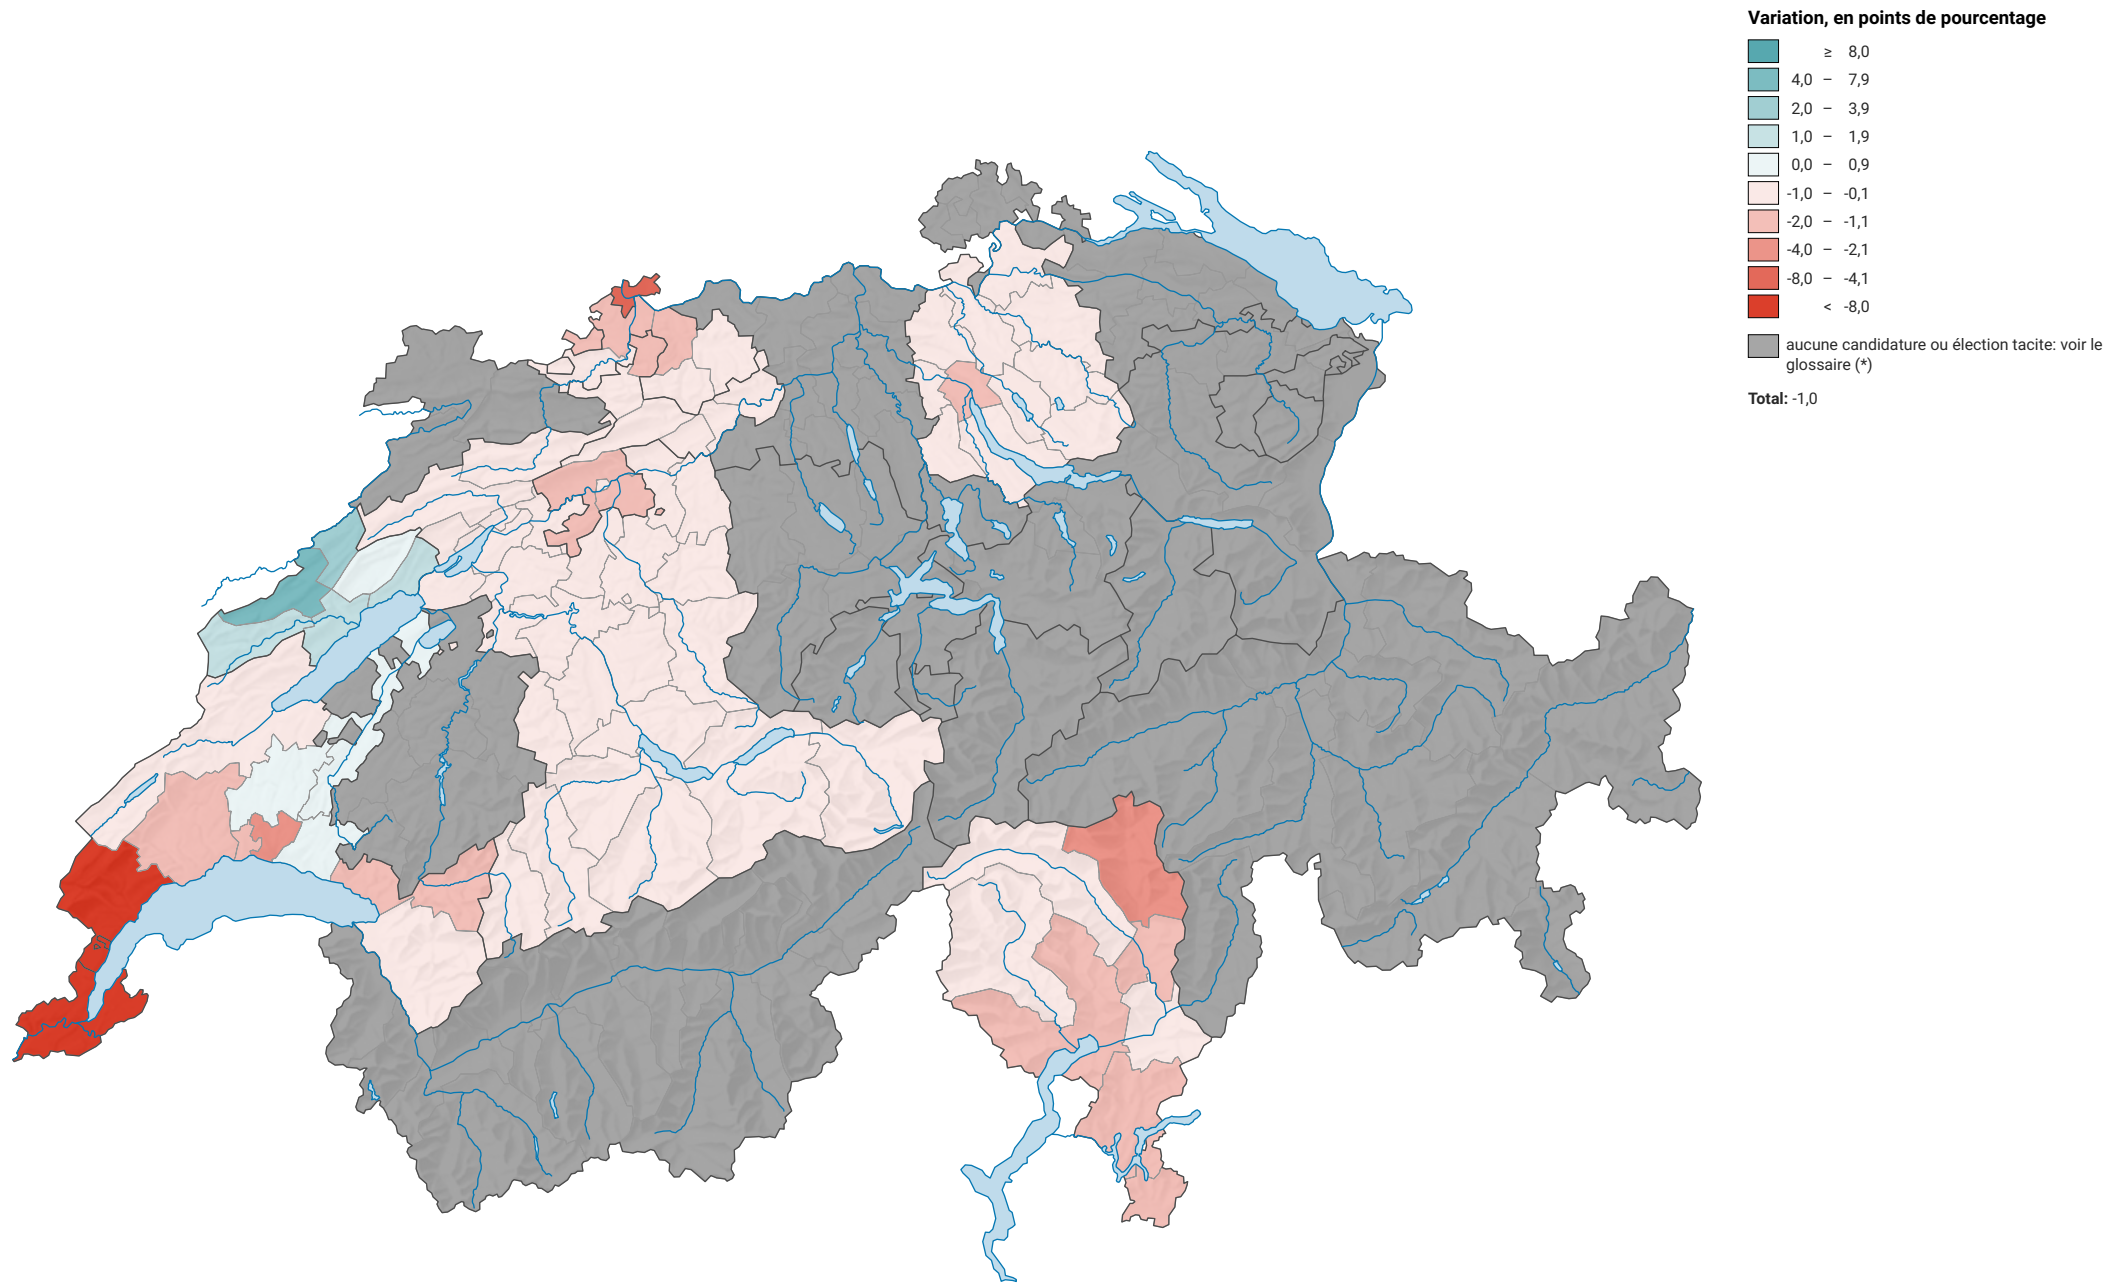 Variation, en points de pourcentage
≥ 8,0
4,0 – 7,9
2,0 – 3,9
1,0 – 1,9
0,0 – 0,9
-1,0 – -0,1
-2,0 – -1,1
-4,0 – -2,1
-8,0 – -4,1
< -8,0
aucune candidature ou élection tacite: voir le
glossaire (*)
Total: -1,0